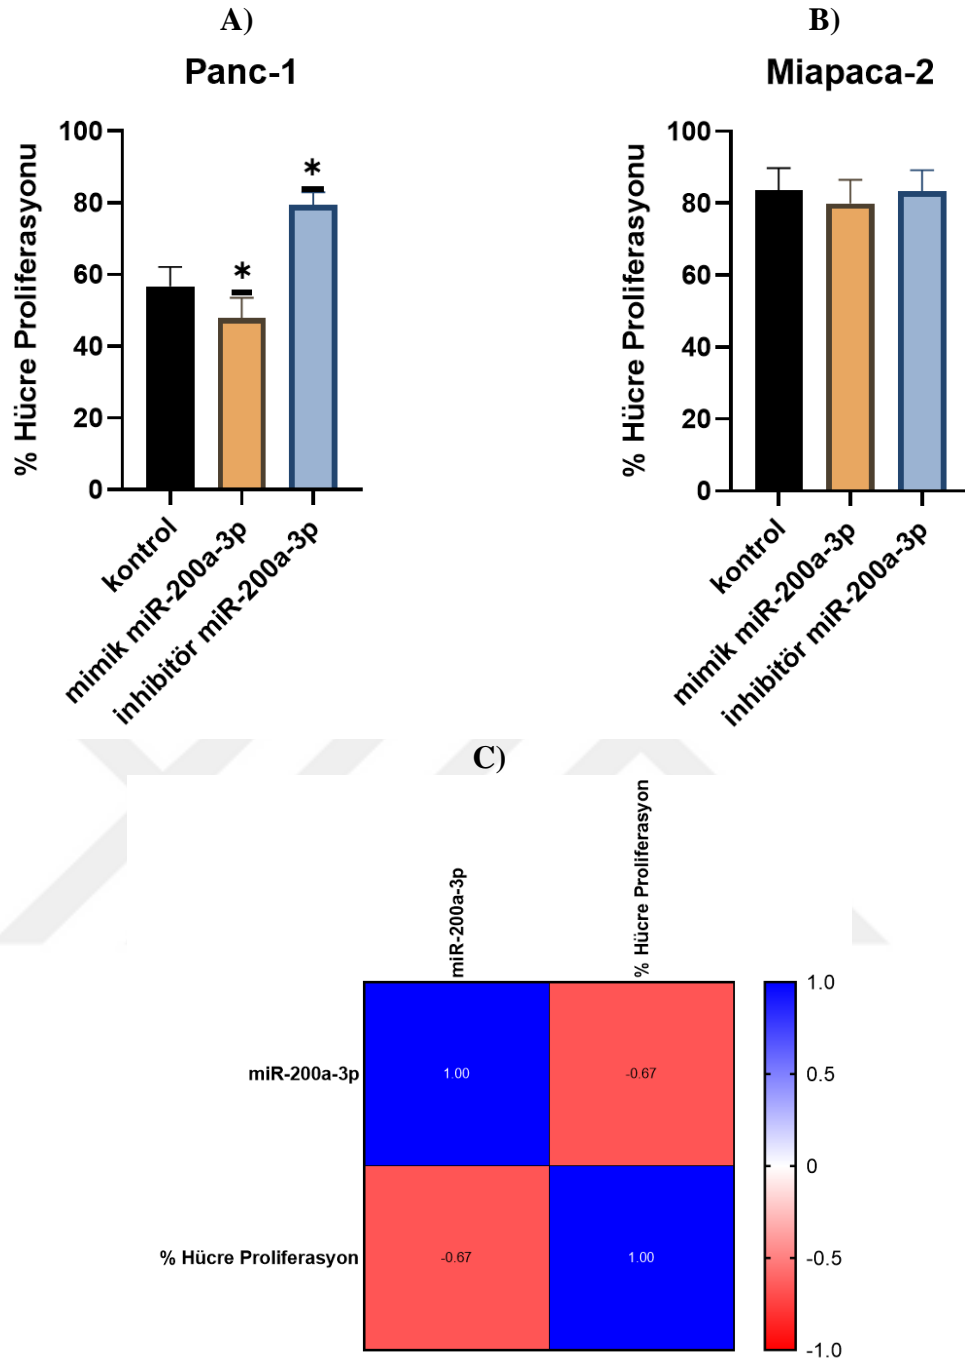 A)
Panc-1
% Hücre Proliferasyonu
100
80
60
40
20
0
*
*
kontrol
mimik miR-200a-3p
inhibitör miR-200a-3p
B)
Miapaca-2
% Hücre Proliferasyonu
100
80
60
40
20
0
kontrol
mimik miR-200a-3p
inhibitör miR-200a-3p
C)
miR-200a-3p
% Hücre Proliferasyon
miR-200a-3p
1.00
-0.67
% Hücre Proliferasyon
-0.67
1.00
1.0
0.5
0
-0.5
-1.0